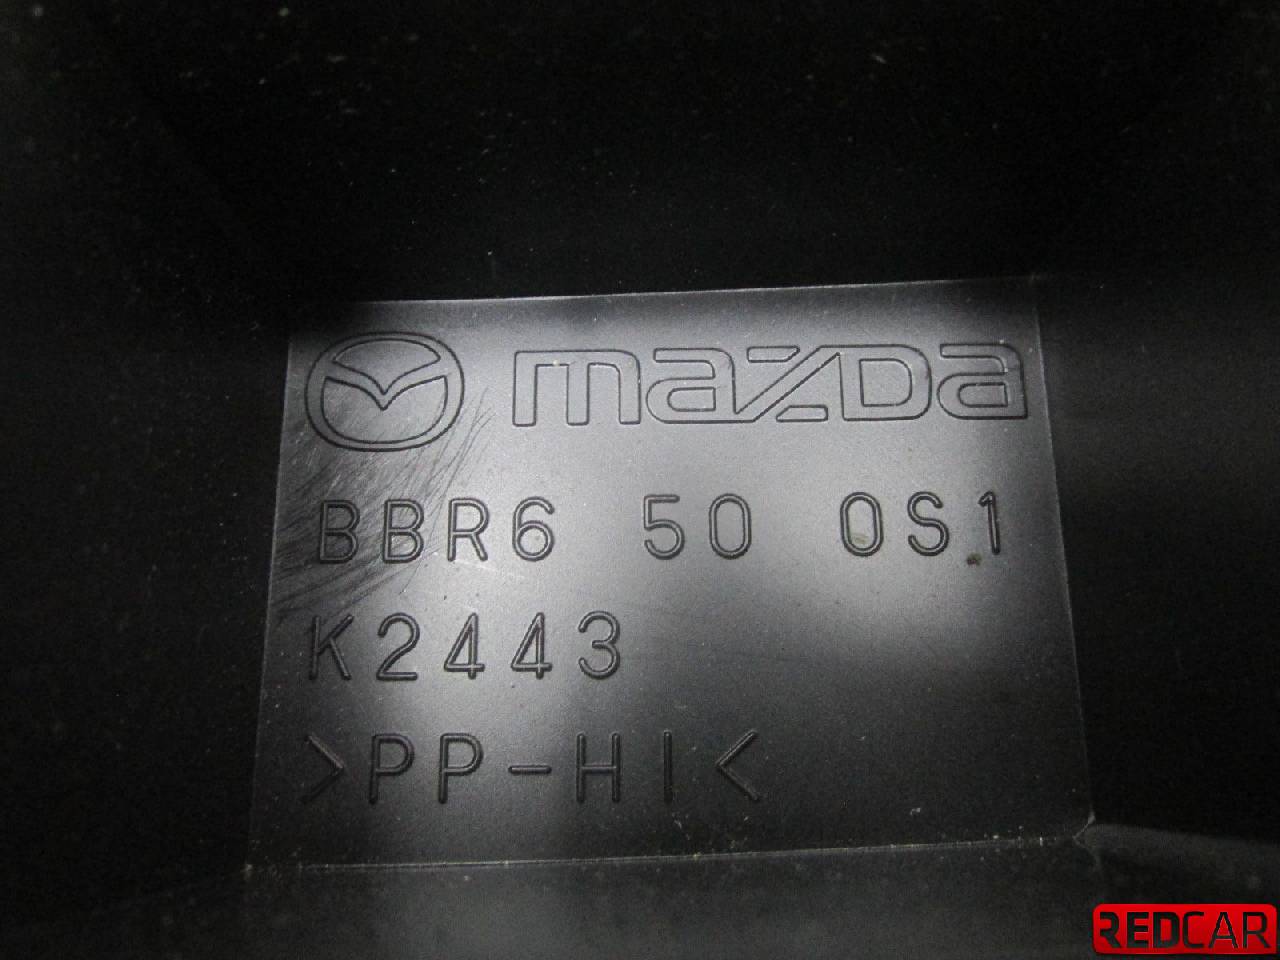 mazda
BBR6 50 0S1
K2443
>PP-HI<
REDCAR